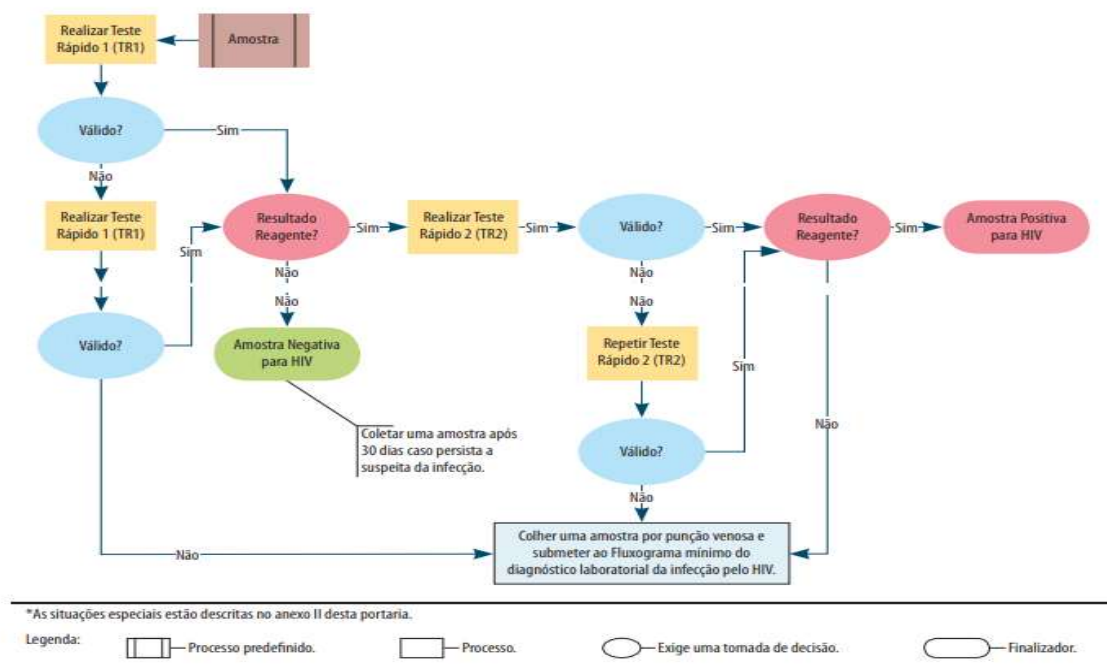 Realizar Teste
Rápido 1 (TR1)
Amostra
Válido?
Sim
Não
Realizar Teste
Rápido 1 (TR1)
Sim
Válido?
Não
Resultado
Reagente?
Sim
Não
Não
Amostra Negativa
para HIV
Coletar uma amostra após
30 dias caso persista a
suspeita da infecção.
Realizar Teste
Rápido 2 (TR2)
Sim
Válido?
Sim
Não
Não
Repetir Teste
Rápido 2 (TR2)
Válido?
Sim
Não
Resultado
Reagente?
Sim
Não
Amostra Positiva
para HIV
Colher uma amostra por punção venosa e
submeter ao Fluxograma mínimo do
diagnóstico laboratorial da infecção pelo HIV.
*As situações especiais estão descritas no anexo II desta portaria.
Legenda:
Processo predefinido.
Processo.
Exige uma tomada de decisão.
Finalizador.